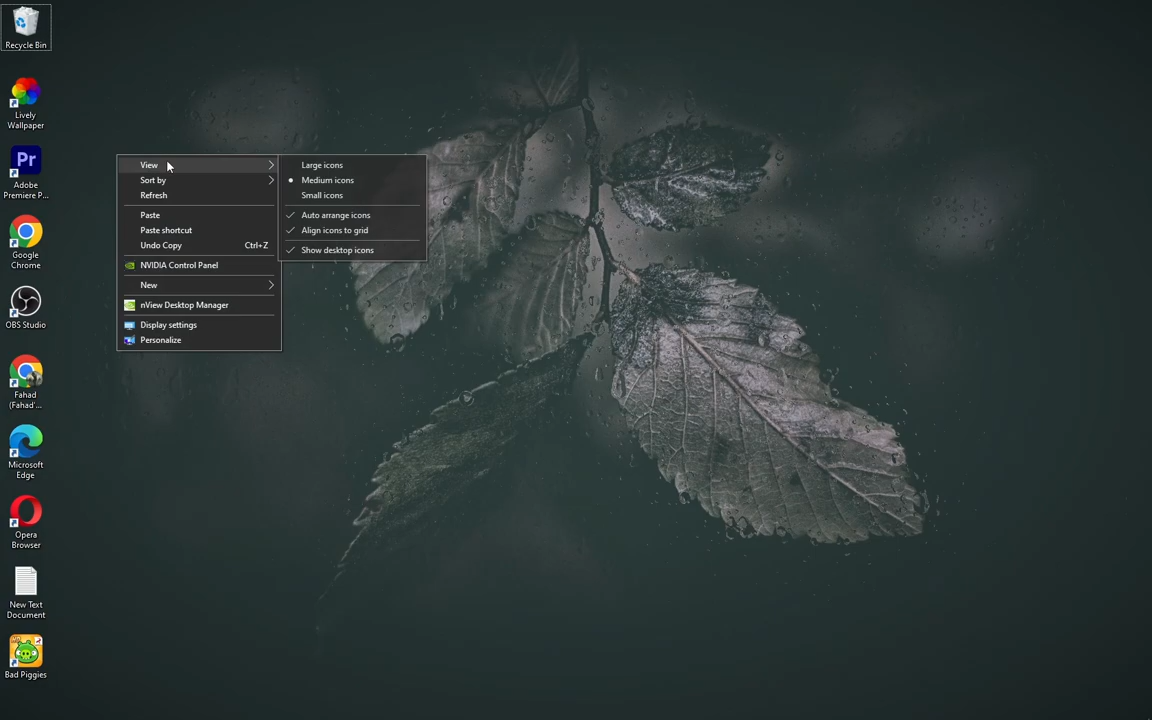 Recycle Bin
Lively
Wallpaper
Pr
Adobe
Premiere P...
Google
Chrome
OBS Studio
Fahad
(Fahad'...
Microsoft
Edge
Opera
Browser
New Text
Document
Bad Piggies
View
Sort by
Refresh
Paste
Paste shortcut
Undo Copy Ctrl+Z
NVIDIA Control Panel
New
nView Desktop Manager
Display settings
Personalize
Large icons
Medium icons
Small icons
Auto arrange icons
Align icons to grid
Show desktop icons